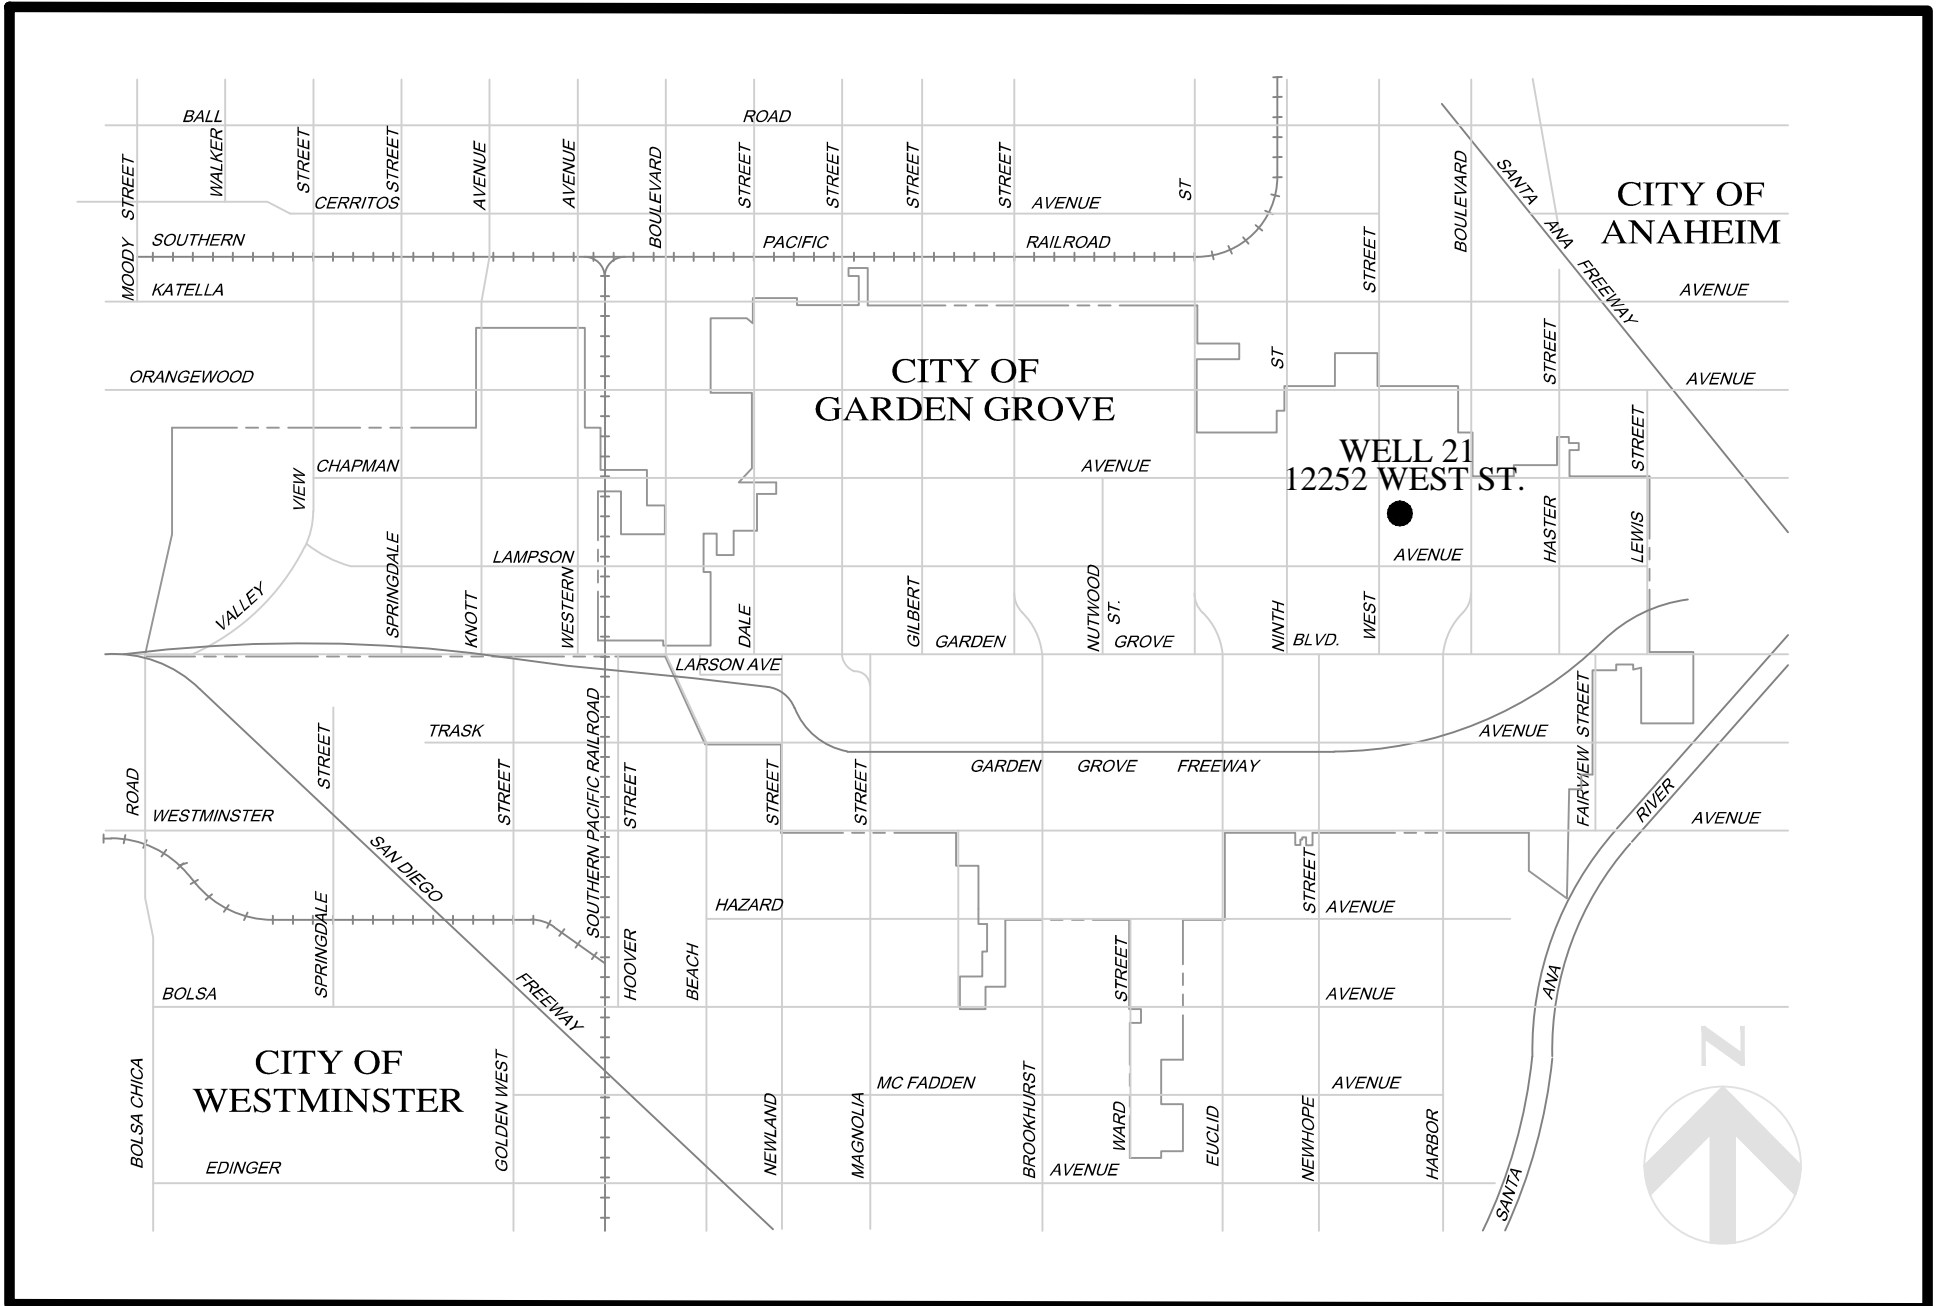 BALL ROAD
MOODY STREET
WALKER
STREET
STREET
AVENUE
AVENUE
BOULEVARD
STREET
STREET
STREET
STREET
ST
STREET
BOULEVARD
CERRITOS AVENUE
SOUTHERN PACIFIC RAILROAD
SANTA ANA FREEWAY
CITY OF
ANAHEIM
KATELLA AVENUE
ORANGEWOOD AVENUE
CITY OF
GARDEN GROVE
ST
STREET
STREET
WELL 21
12252 WEST ST.
CHAPMAN AVENUE
VALLEY VIEW
LAMPSON AVENUE
SPRINGDALE
KNOTT
WESTERN
DALE
GILBERT
NUTWOOD
ST.
NINTH
WEST
HASTER
LEWIS
GARDEN GROVE BLVD.
LARSON AVE
TRASK AVENUE
GARDEN GROVE FREEWAY
SOUTHERN PACIFIC RAILROAD
FAIRVIEW STREET
ROAD
STREET
STREET
STREET
STREET
STREET
WESTMINSTER AVENUE
SAN DIEGO FREEWAY
SPRINGDALE
HAZARD AVENUE
STREET
STREET
HOOVER
BEACH
BOLSA AVENUE
SANTA ANA RIVER
CITY OF
WESTMINSTER
BOLSA CHICA
GOLDEN WEST
MC FADDEN AVENUE
NEWLAND
MAGNOLIA
BROOKHURST
WARD
EUCLID
NEWHOPE
HARBOR
EDINGER AVENUE
N